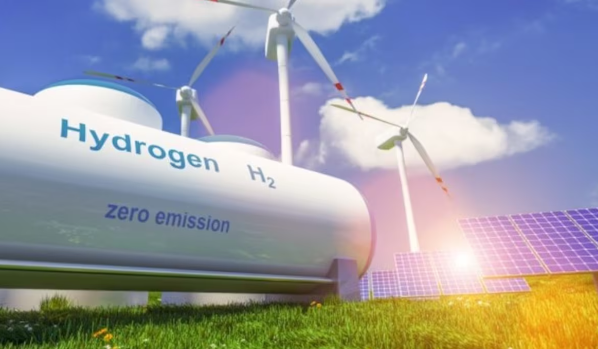 Hydrogen H₂
zero emission